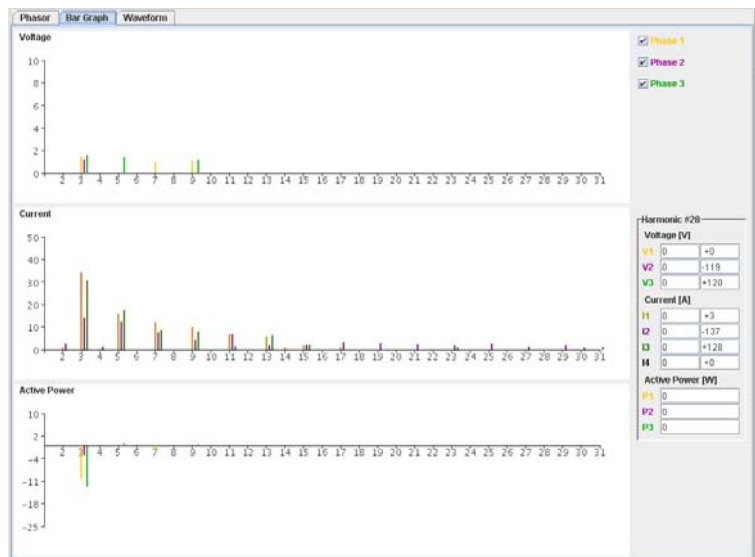 Phasor Bar Graph Waveform
Voltage
Phase 1
Phase 2
Phase 3
10
8
6
4
2
0
2 3 4 5 6 7 8 9 10 11 12 13 14 15 16 17 18 19 20 21 22 23 24 25 26 27 28 29 30 31
Current
50
40
30
20
10
0
2 3 4 5 6 7 8 9 10 11 12 13 14 15 16 17 18 19 20 21 22 23 24 25 26 27 28 29 30 31
Active Power
10
2
-4
-11
-18
-25
2 3 4 5 6 7 8 9 10 11 12 13 14 15 16 17 18 19 20 21 22 23 24 25 26 27 28 29 30 31
Harmonic #28
Voltage [V]
V1 0 +0
V2 0 -119
V3 0 +120
Current [A]
I1 0 +3
I2 0 -137
I3 0 +128
I4 0 +0
Active Power [W]
P1 0
P2 0
P3 0